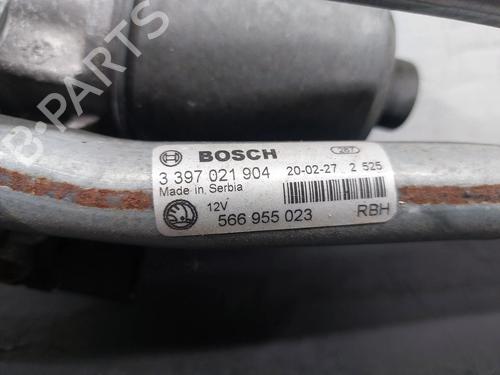 B-PARTS
BOSCH 287
3 397 021 904 20-02-27 2 525
Made in Serbia
12V
566 955 023 RBH